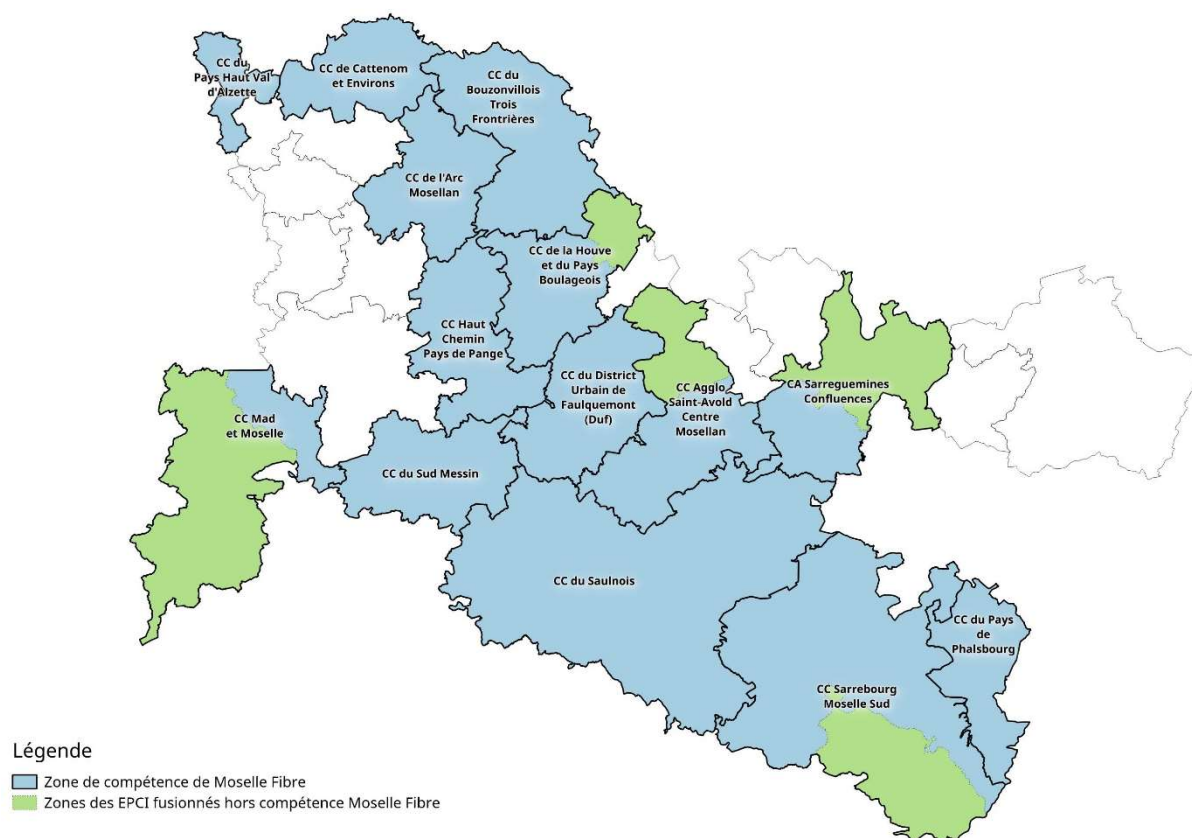 CC du
Pays Haut Val
d'Alzette
CC de Cattenom
et Environs
CC du
Bouzonvillois
Trois
Frontrières
CC de l'Arc
Mosellan
CC de la Houve
et du Pays
Boulageois
CC Haut
Chemin
Pays de Pange
CC du District
Urbain de
Faulquemont
(Duf)
CC Agglo
Saint-Avold
Centre
Mosellan
CA Sarreguemines
Confluences
CC Mad
et Moselle
CC du Sud Messin
CC du Saulnois
CC du Pays
de
Phalsbourg
CC Sarrebourg
Moselle Sud
Légende
Zone de compétence de Moselle Fibre
Zones des EPCI fusionnés hors compétence Moselle Fibre